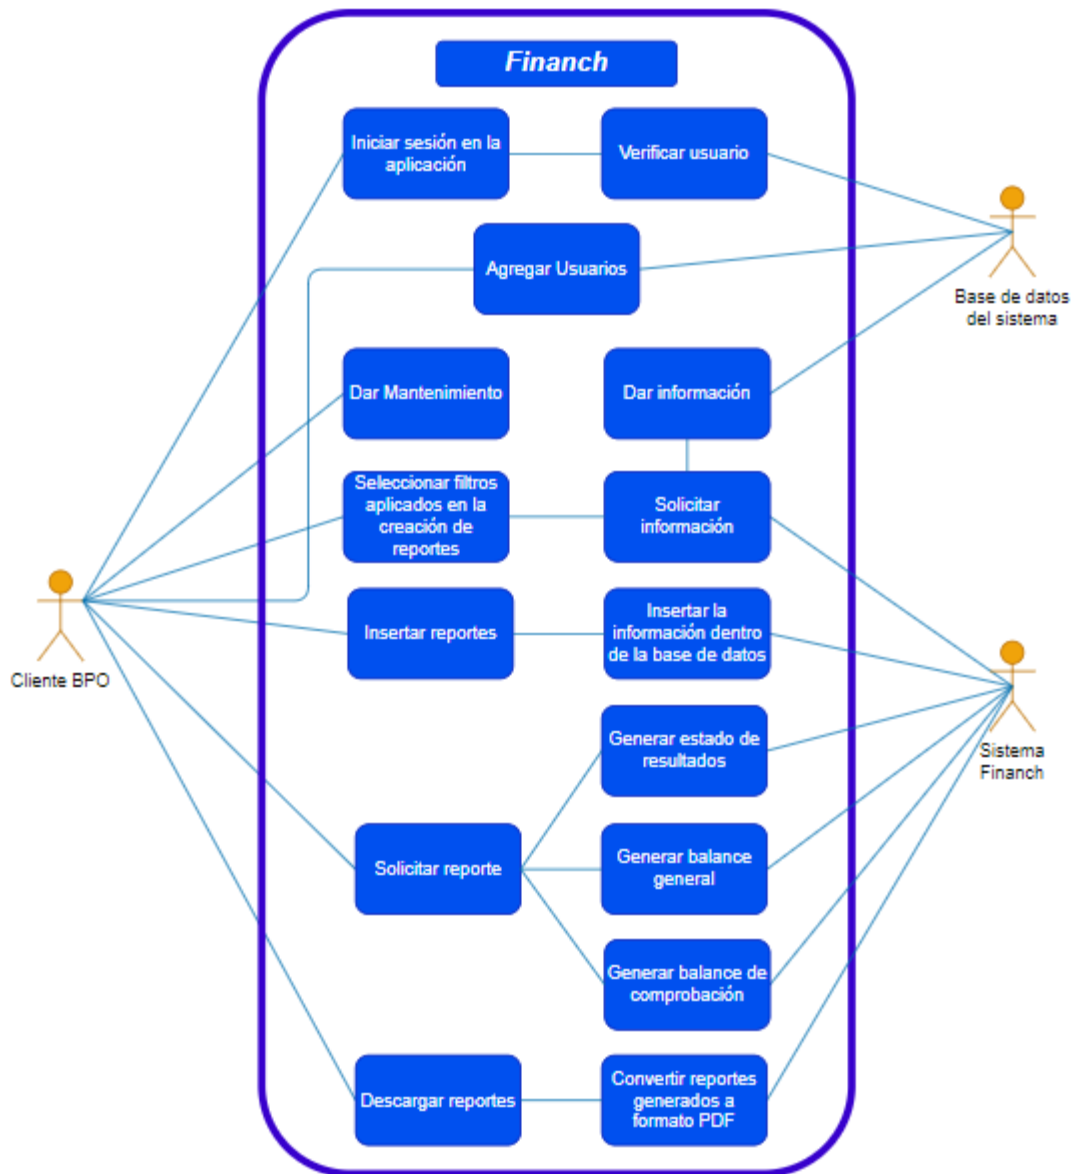 Financh
Iniciar sesión en la
aplicación
Verificar usuario
Agregar Usuarios
Base de datos
del sistema
Dar Mantenimiento
Dar información
Seleccionar filtros
aplicados en la
creación de
reportes
Solicitar
información
Cliente BPO
Insertar reportes
Insertar la
información dentro
de la base de datos
Sistema
Financh
Generar estado de
resultados
Solicitar reporte
Generar balance
general
Generar balance de
comprobación
Descargar reportes
Convertir reportes
generados a
formato PDF